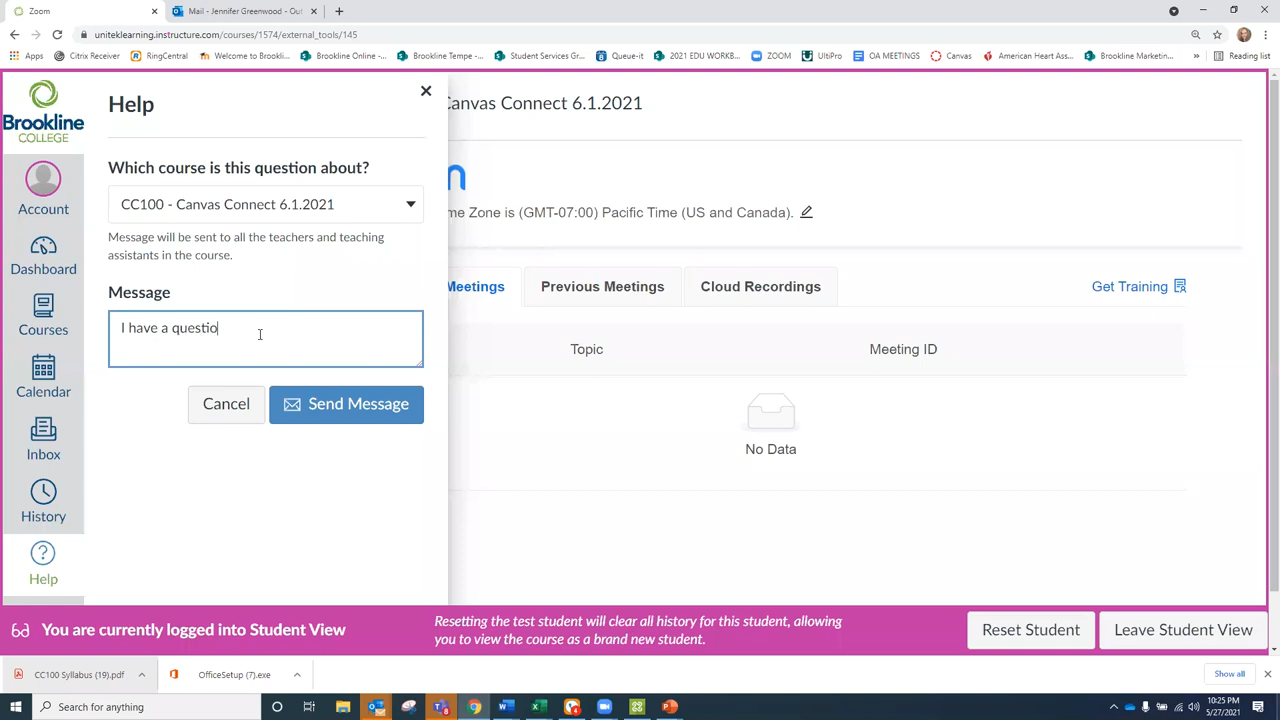 Zoom
Mail - Jennifer Greenwood - Out
uniteklearning.instructure.com/courses/1574/external_tools/145
Apps
Citrix Receiver
RingCentral
Welcome to Brookli...
Brookline Online -...
Brookline Tempe -...
Student Services Gr...
Queue-it
2021 EDU WORKB...
ZOOM
UltiPro
OA MEETINGS
Canvas
American Heart Ass...
Brookline Marketin...
»
Reading list
Brookline
COLLEGE
Account
Dashboard
Courses
Calendar
Inbox
History
Help
Help
Which course is this question about?
CC100 - Canvas Connect 6.1.2021
Message will be sent to all the teachers and teaching
assistants in the course.
Message
I have a questio
Cancel
Send Message
Canvas Connect 6.1.2021
me Zone is (GMT-07:00) Pacific Time (US and Canada).
Meetings
Previous Meetings
Cloud Recordings
Get Training
Topic
Meeting ID
No Data
You are currently logged into Student View
Resetting the test student will clear all history for this student, allowing
you to view the course as a brand new student.
Reset Student
Leave Student View
CC100 Syllabus (19).pdf
OfficeSetup (7).exe
Show all
Search for anything
10:25 PM
5/27/2021